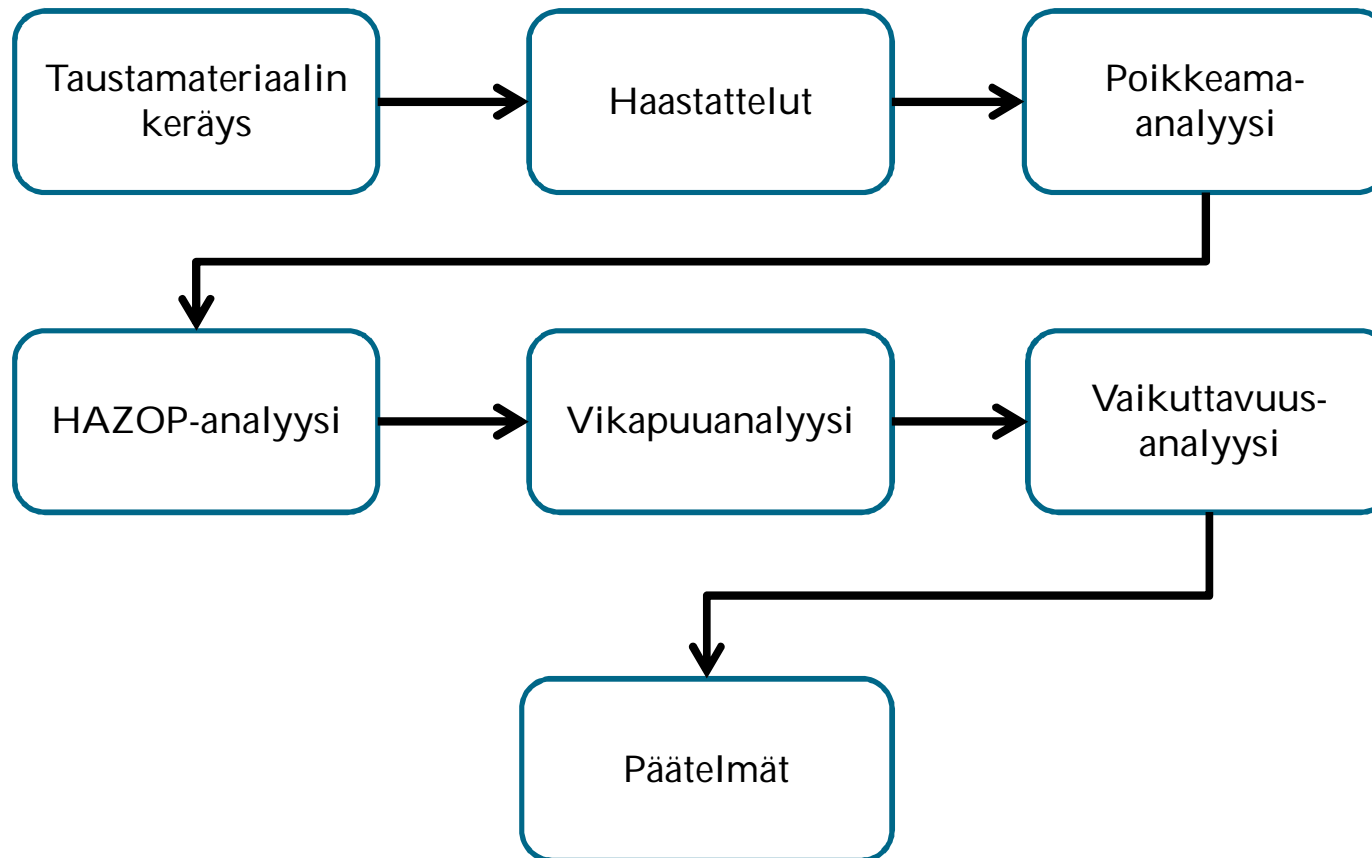 Taustamateriaalin
keräys
Haastattelut
Poikkeama-
analyysi
HAZOP-analyysi
Vikapuuanalyysi
Vaikuttavuus-
analyysi
Päätelmät